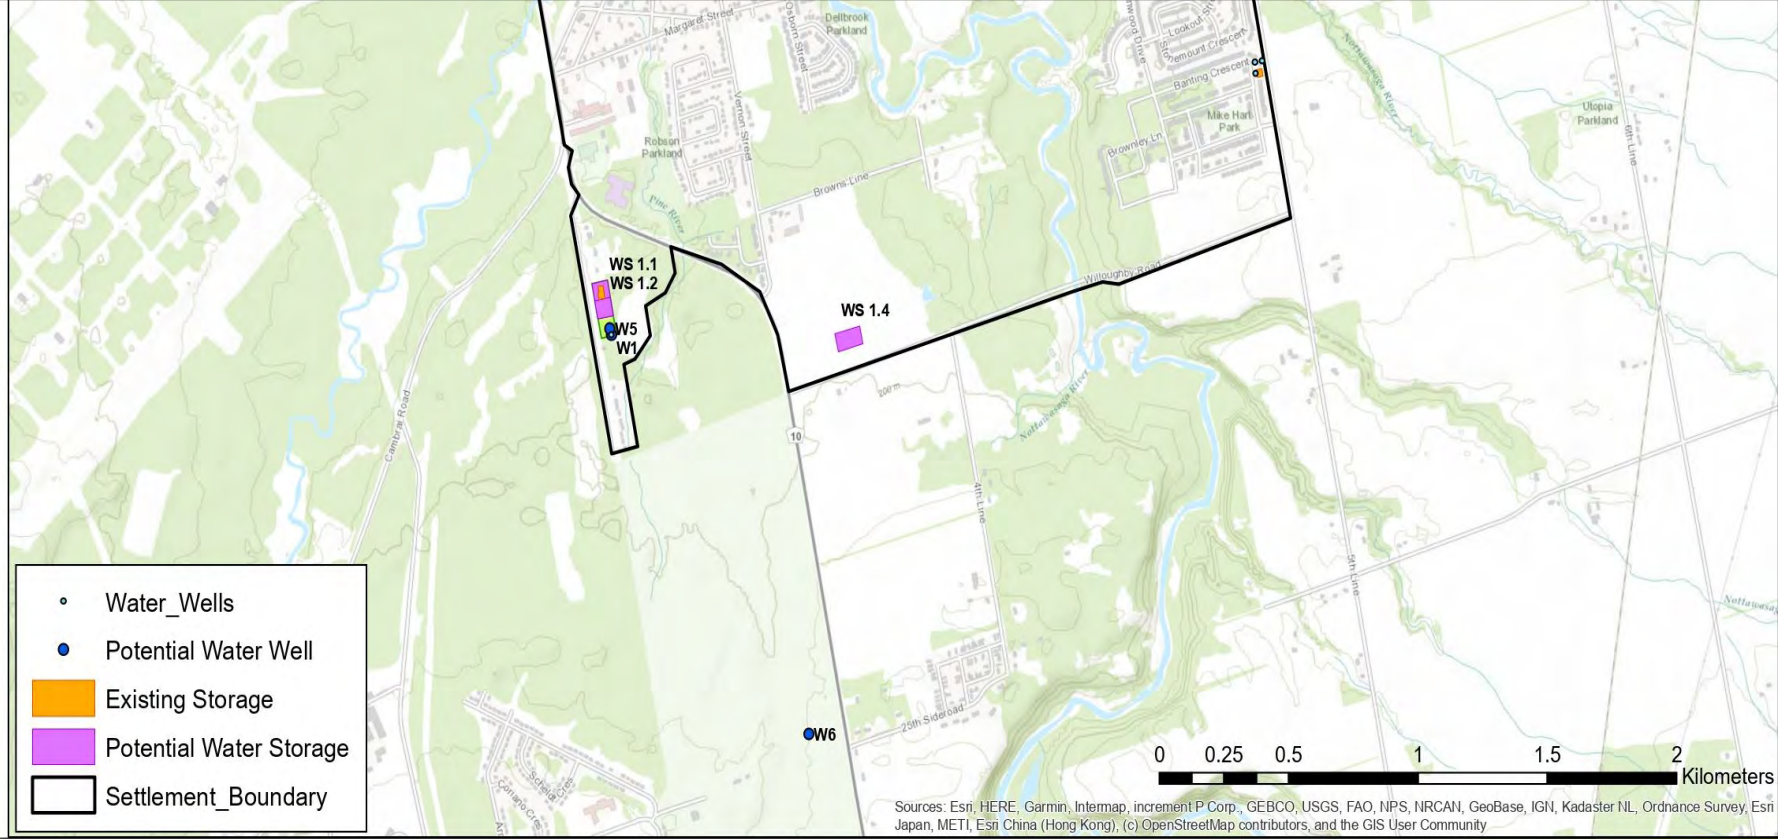 Margaret Street
Osborn Street
Dellbrook
Parkland
Lookout
Stonemount Crescent
Banting Crescent
Mike Hart
Park
Brownley Ln
Vernon Street
Robson
Parkland
Pine River
Browns Line
Nottawasaga River
Utopia
Parkland
6th Line
Willoughby Road
WS 1.1
WS 1.2
W5
W1
WS 1.4
200 m
Nottawasaga River
Cambrai Road
10
4th Line
5th Line
25th Sideroad
W6
Water_Wells
Potential Water Well
Existing Storage
Potential Water Storage
Settlement_Boundary
0 0.25 0.5 1 1.5 2
Kilometers
Sources: Esri, HERE, Garmin, Intermap, increment P Corp., GEBCO, USGS, FAO, NPS, NRCAN, GeoBase, IGN, Kadaster NL, Ordnance Survey, Esri
Japan, METI, Esri China (Hong Kong), (c) OpenStreetMap contributors, and the GIS User Community